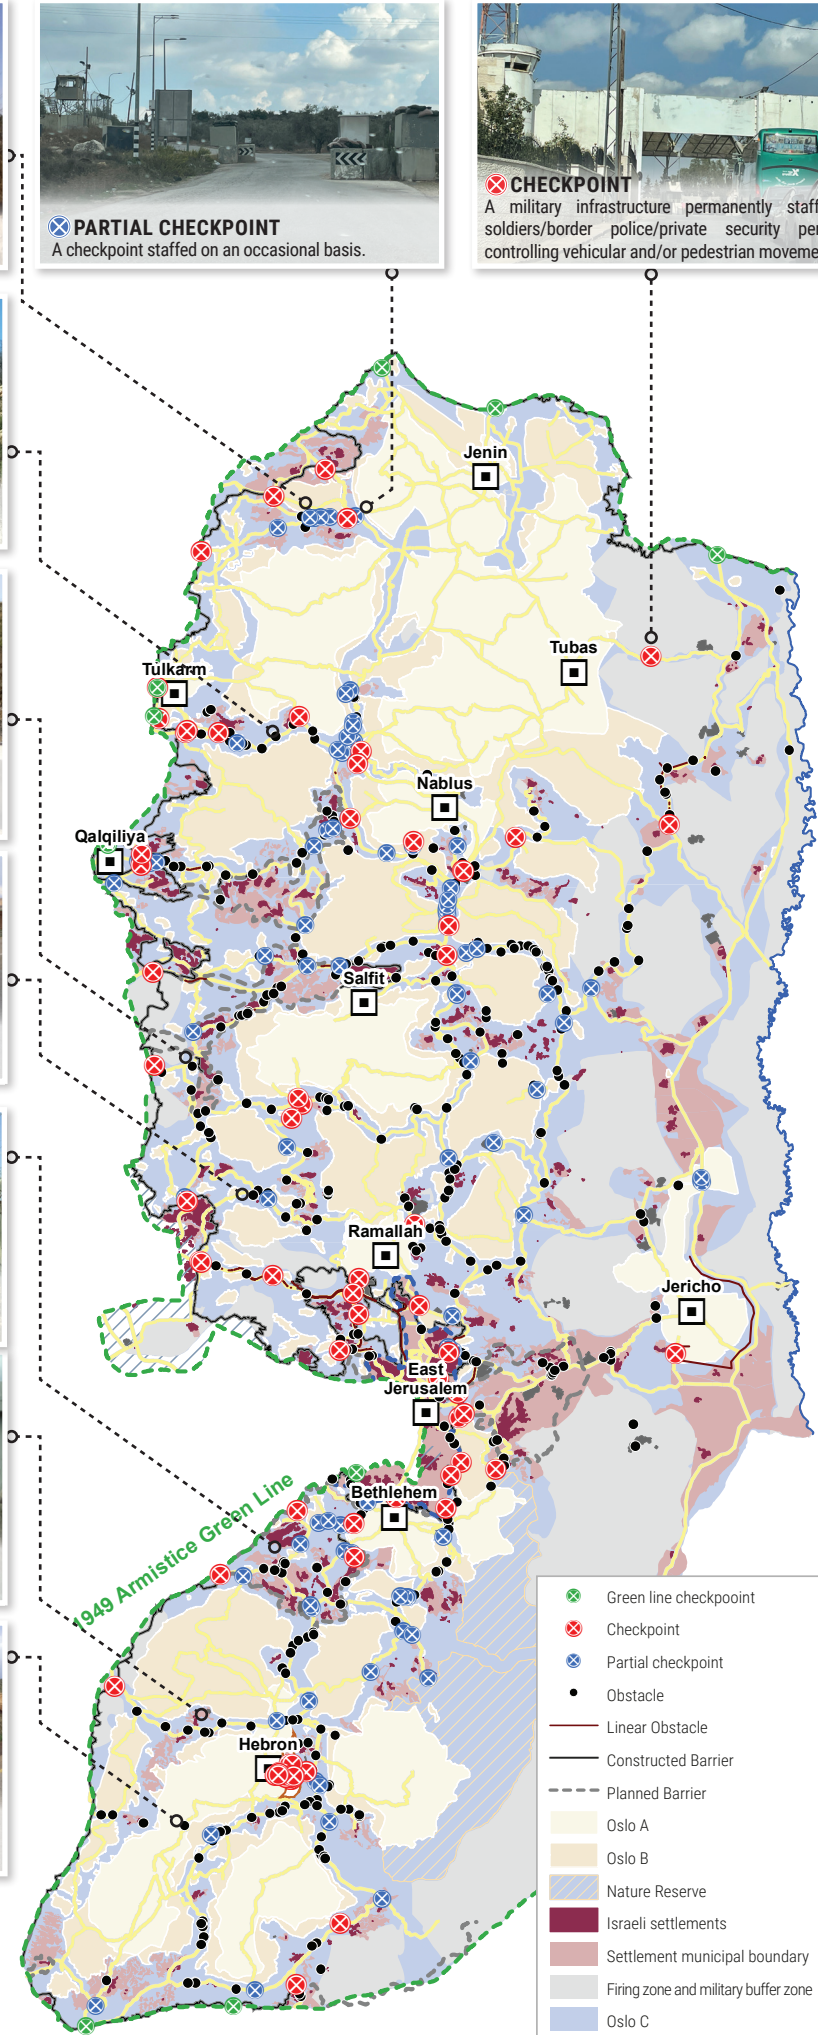 PARTIAL CHECKPOINT
A checkpoint staffed on an occasional basis.
CHECKPOINT
A military infrastructure permanently staff
soldiers/border police/private security per
controlling vehicular and/or pedestrian moveme
Jenin
Tubas
Tulkarm
Nablus
Qalqiliya
Salfit
Ramallah
Jericho
East
Jerusalem
Bethlehem
1949 Armistice Green Line
Hebron
Green line checkpooint
Checkpoint
Partial checkpoint
Obstacle
Linear Obstacle
Constructed Barrier
Planned Barrier
Oslo A
Oslo B
Nature Reserve
Israeli settlements
Settlement municipal boundary
Firing zone and military buffer zone
Oslo C